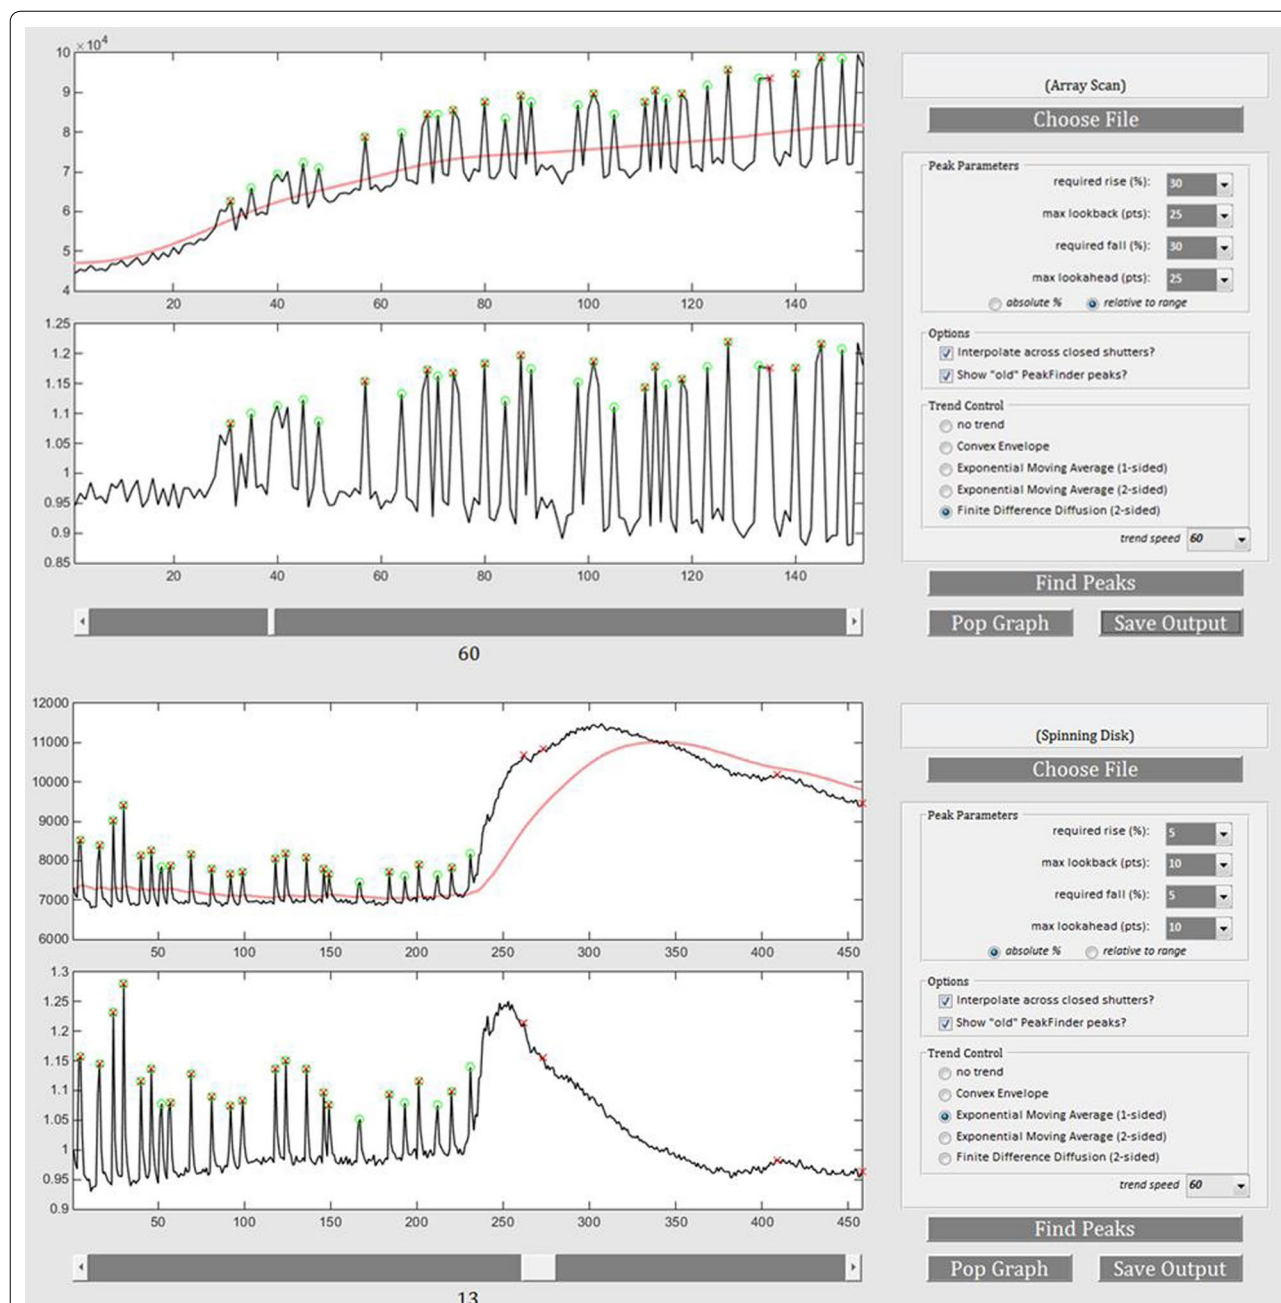 × 10^4
10
9
8
7
6
5
4
20 40 60 80 100 120 140
1.25
1.2
1.15
1.1
1.05
1
0.95
0.9
0.85
20 40 60 80 100 120 140
60
(Array Scan)
Choose File
Peak Parameters
required rise (%): 30
max lookback (pts): 25
required fall (%): 30
max lookahead (pts): 25
absolute % relative to range
Options
Interpolate across closed shutters?
Show "old" PeakFinder peaks?
Trend Control
no trend
Convex Envelope
Exponential Moving Average (1-sided)
Exponential Moving Average (2-sided)
Finite Difference Diffusion (2-sided)
trend speed 60
Find Peaks
Pop Graph Save Output
12000
11000
10000
9000
8000
7000
6000
50 100 150 200 250 300 350 400 450
1.3
1.25
1.2
1.15
1.1
1.05
1
0.95
0.9
50 100 150 200 250 300 350 400 450
13
(Spinning Disk)
Choose File
Peak Parameters
required rise (%): 5
max lookback (pts): 10
required fall (%): 5
max lookahead (pts): 10
absolute % relative to range
Options
Interpolate across closed shutters?
Show "old" PeakFinder peaks?
Trend Control
no trend
Convex Envelope
Exponential Moving Average (1-sided)
Exponential Moving Average (2-sided)
Finite Difference Diffusion (2-sided)
trend speed 60
Find Peaks
Pop Graph Save Output